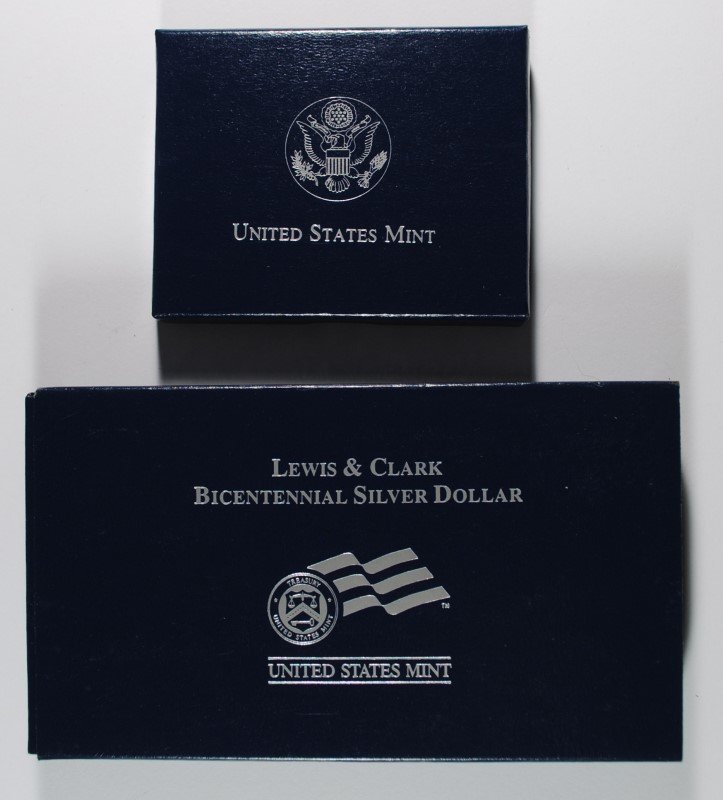 UNITED STATES MINT
LEWIS & CLARK
BICENTENNIAL SILVER DOLLAR
TREASURY
UNITED STATES MINT
TM
UNITED STATES MINT